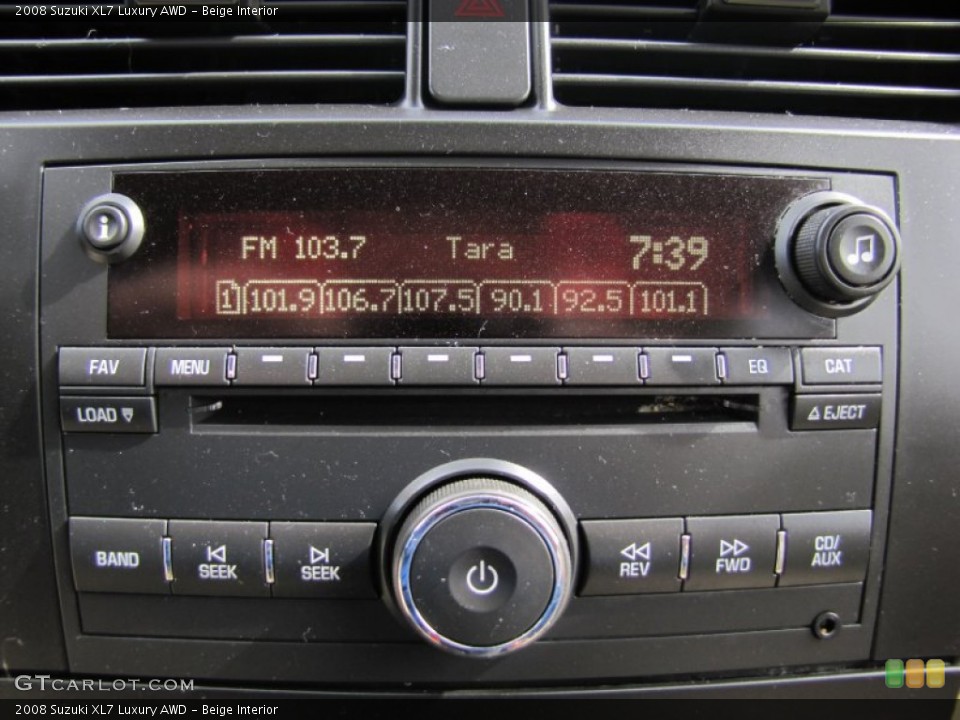 2008 Suzuki XL7 Luxury AWD - Beige Interior
i
FM 103.7 Tara 7:39
1 101.9 106.7 107.5 90.1 92.5 101.1
FAV MENU EQ CAT
LOAD EJECT
BAND SEEK SEEK REV FWD CD/
AUX
GTCARLOT.COM
2008 Suzuki XL7 Luxury AWD - Beige Interior